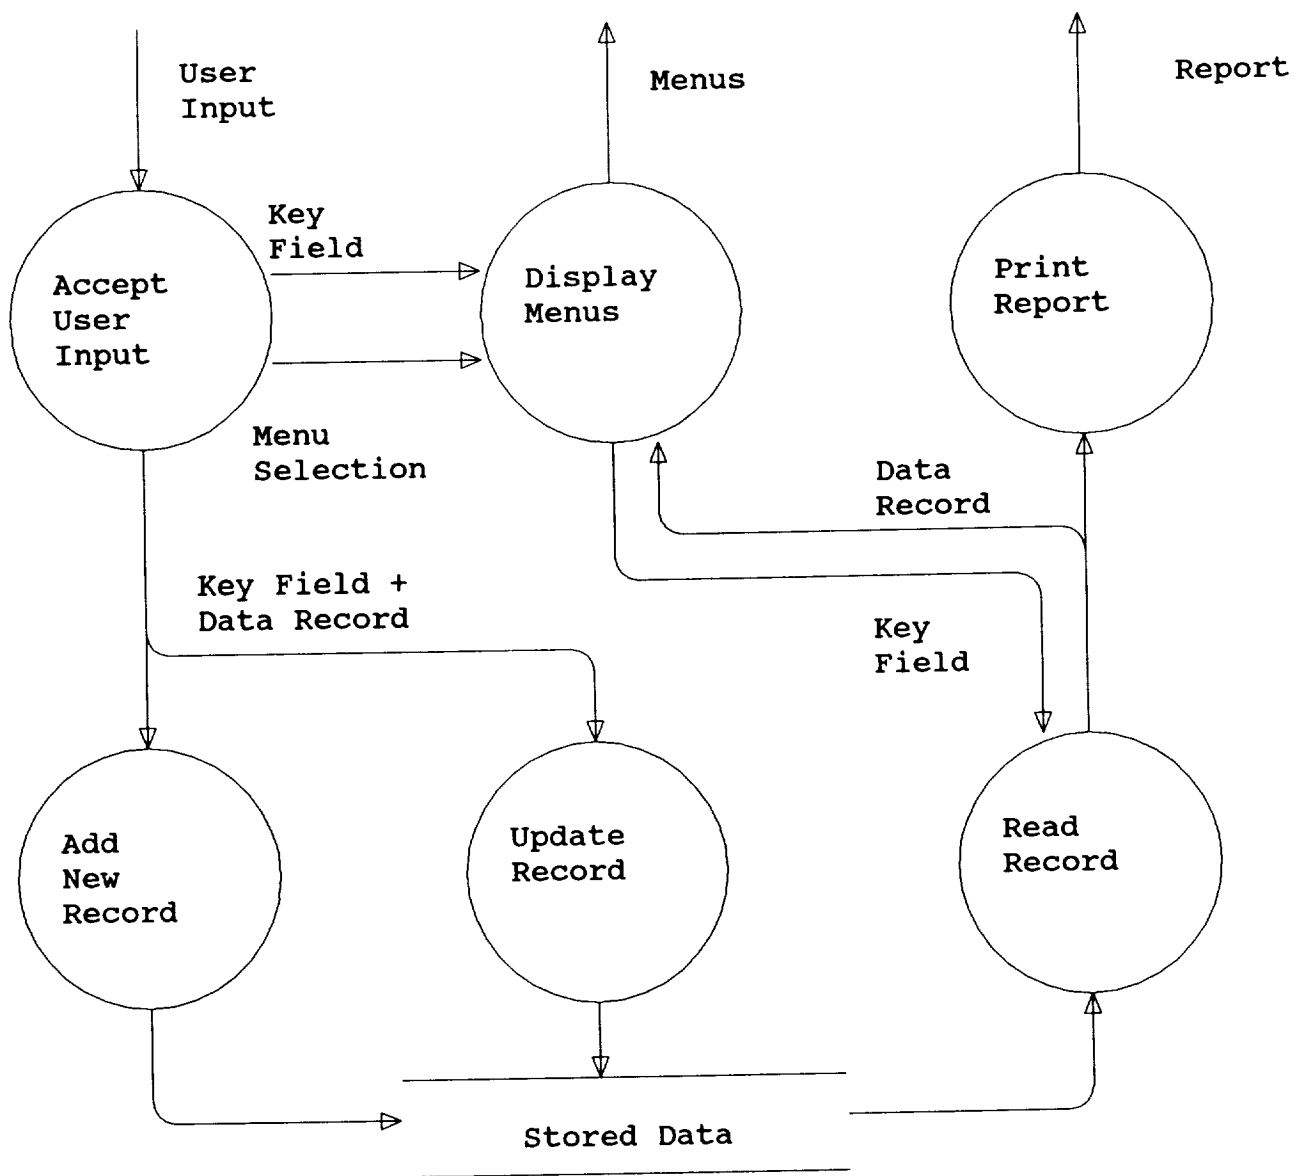 User
Input
Menus
Report
Key
Field
Accept
User
Input
Display
Menus
Print
Report
Menu
Selection
Data
Record
Key Field +
Data Record
Key
Field
Add
New
Record
Update
Record
Read
Record
Stored Data